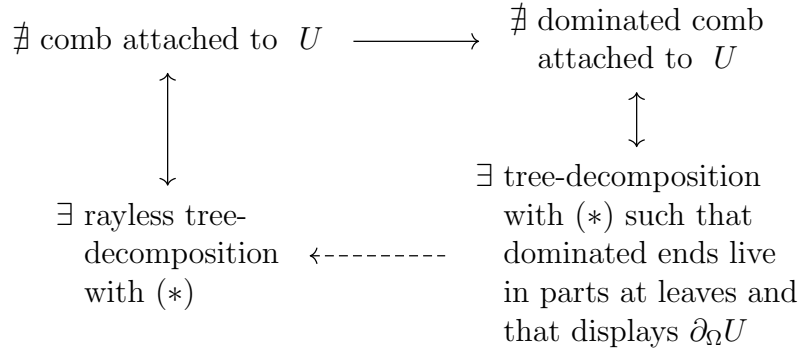 ∄ comb attached to U
∄ dominated comb
attached to U
∃ rayless tree-
decomposition
with (∗)
∃ tree-decomposition
with (∗) such that
dominated ends live
in parts at leaves and
that displays ∂_Ω U